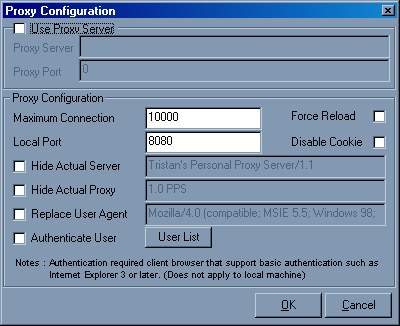 Proxy Configuration
Use Proxy Server
Proxy Server
Proxy Port 0
Proxy Configuration
Maximum Connection 10000 Force Reload
Local Port 8080 Disable Cookie
Hide Actual Server Tristan's Personal Proxy Server/1.1
Hide Actual Proxy 1.0 PPS
Replace User Agent Mozilla/4.0 (compatible; MSIE 5.5; Windows 98;
Authenticate User User List
Notes : Authentication required client browser that support basic authentication such as
Internet Explorer 3 or later. (Does not apply to local machine)
OK Cancel